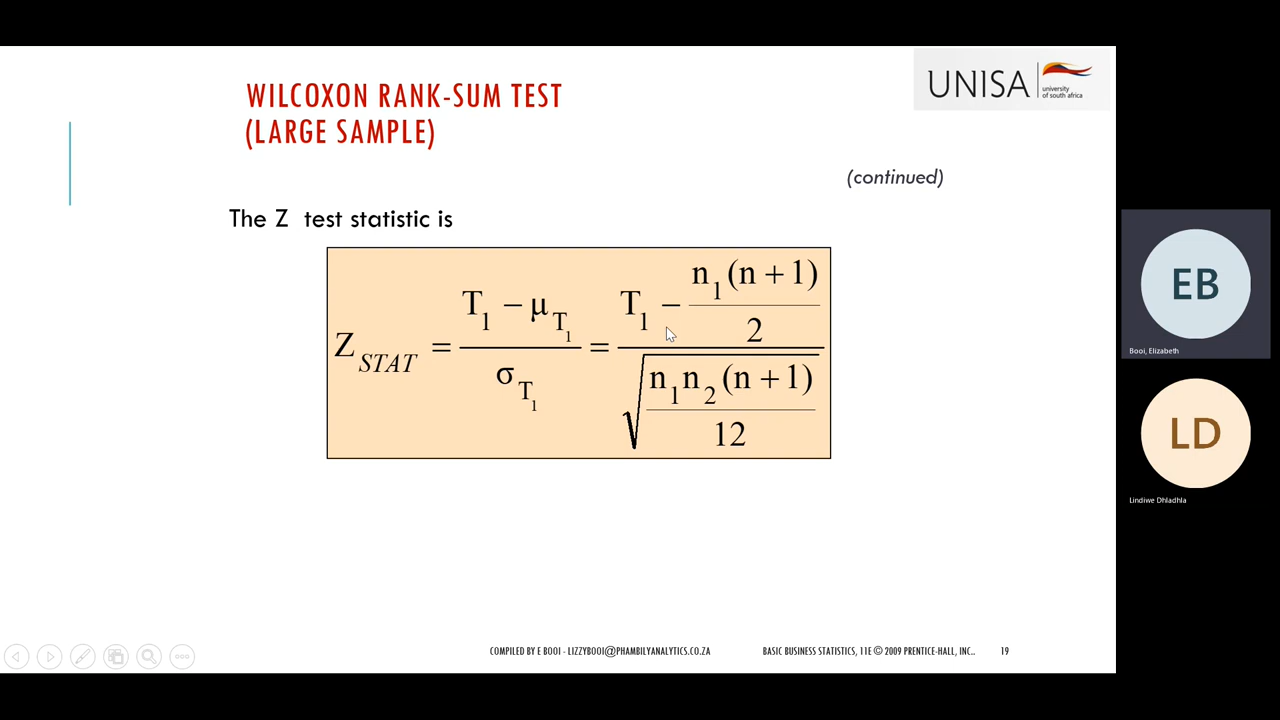 WILCOXON RANK-SUM TEST
(LARGE SAMPLE)
UNISA
university
of south africa
(continued)
The Z test statistic is
Z_STAT = (T₁ − μ_T₁) / σ_T₁ = (T₁ − n₁(n + 1)/2) / √(n₁n₂(n + 1)/12)
EB
Booi, Elizabeth
LD
Lindiwe Dhladhla
COMPILED BY E BOOI - LIZZYBOOI@PHAMBILYANALYTICS.CO.ZA
BASIC BUSINESS STATISTICS, 11E © 2009 PRENTICE-HALL, INC..
19